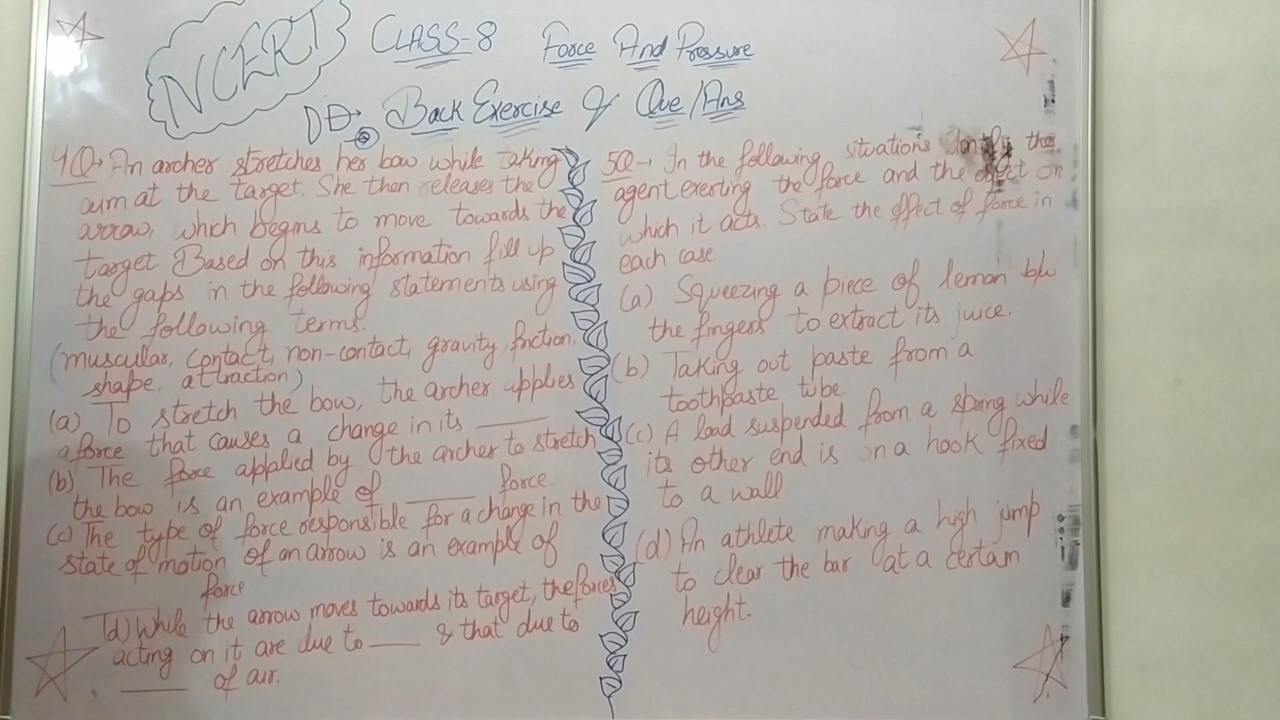 NCERT
CLASS-8 Force And Pressure
Back Exercise of Que/Ans
4Q→ An archer stretches her bow while taking
aim at the target. She then releases the
arrow, which begins to move towards the
target. Based on this information fill up
the gaps in the following statements using
the following terms.
(muscular, contact, non-contact, gravity, friction,
shape, attraction)
(a) To stretch the bow, the archer applies
a force that causes a change in its ____.
(b) The force applied by the archer to stretch
the bow is an example of ____ force.
(c) The type of force responsible for a change in the
state of motion of an arrow is an example of
____ force
(d) While the arrow moves towards its target, the forces
acting on it are due to ____ & that due to
____ of air.
5Q→ In the following situations the
agent exerting the force and the object on
which it acts. State the effect of force in
each case
(a) Squeezing a piece of lemon b/w
the fingers to extract its juice.
(b) Taking out paste from a
toothpaste tube
(c) A load suspended from a spring while
its other end is on a hook fixed
to a wall
(d) An athlete making a high jump
to clear the bar at a certain
height.